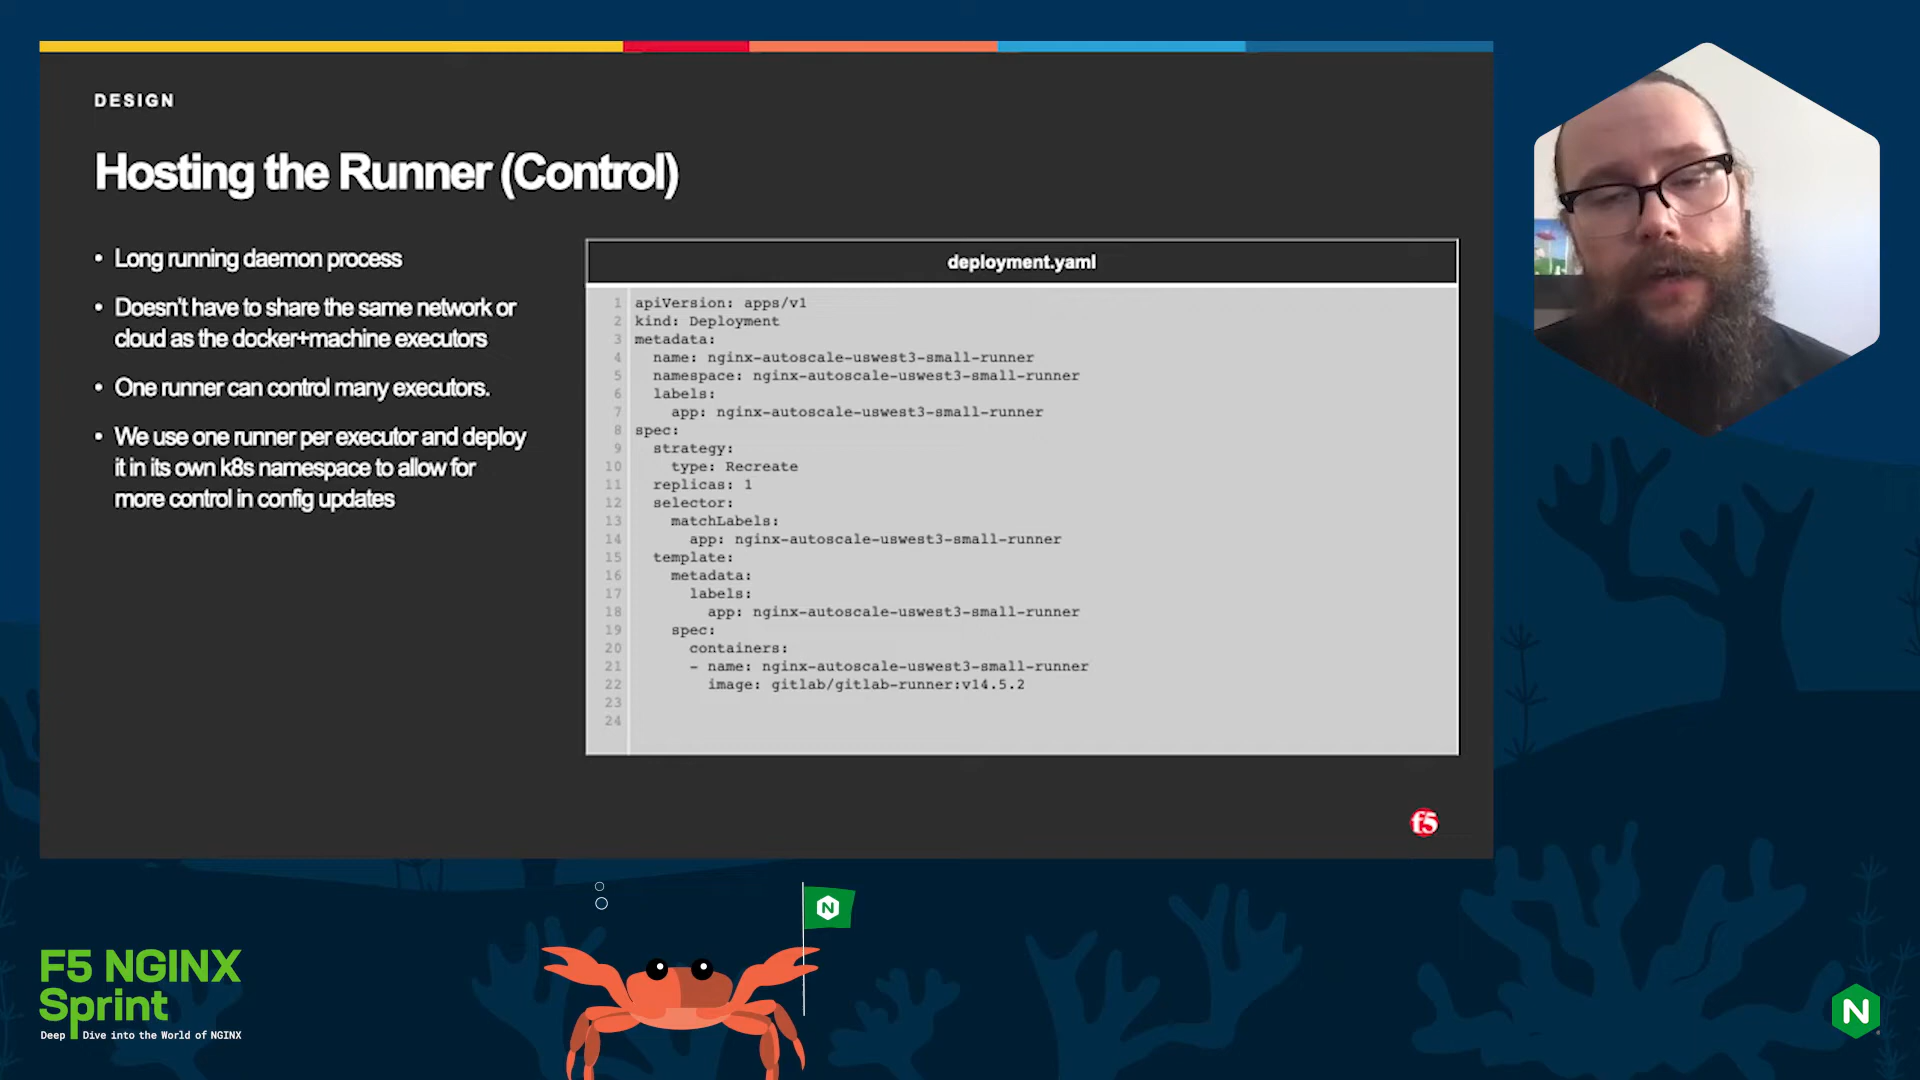 DESIGN
Hosting the Runner (Control)
• Long running daemon process
• Doesn't have to share the same network or
cloud as the docker+machine executors
• One runner can control many executors.
• We use one runner per executor and deploy
it in its own k8s namespace to allow for
more control in config updates
deployment.yaml
1 apiVersion: apps/v1
2 kind: Deployment
3 metadata:
4   name: nginx-autoscale-uswest3-small-runner
5   namespace: nginx-autoscale-uswest3-small-runner
6   labels:
7     app: nginx-autoscale-uswest3-small-runner
8 spec:
9   strategy:
10     type: Recreate
11   replicas: 1
12   selector:
13     matchLabels:
14       app: nginx-autoscale-uswest3-small-runner
15   template:
16     metadata:
17       labels:
18         app: nginx-autoscale-uswest3-small-runner
19     spec:
20       containers:
21       - name: nginx-autoscale-uswest3-small-runner
22         image: gitlab/gitlab-runner:v14.5.2
23
24
f5
N
F5 NGINX
Sprint
Deep Dive into the World of NGINX
N